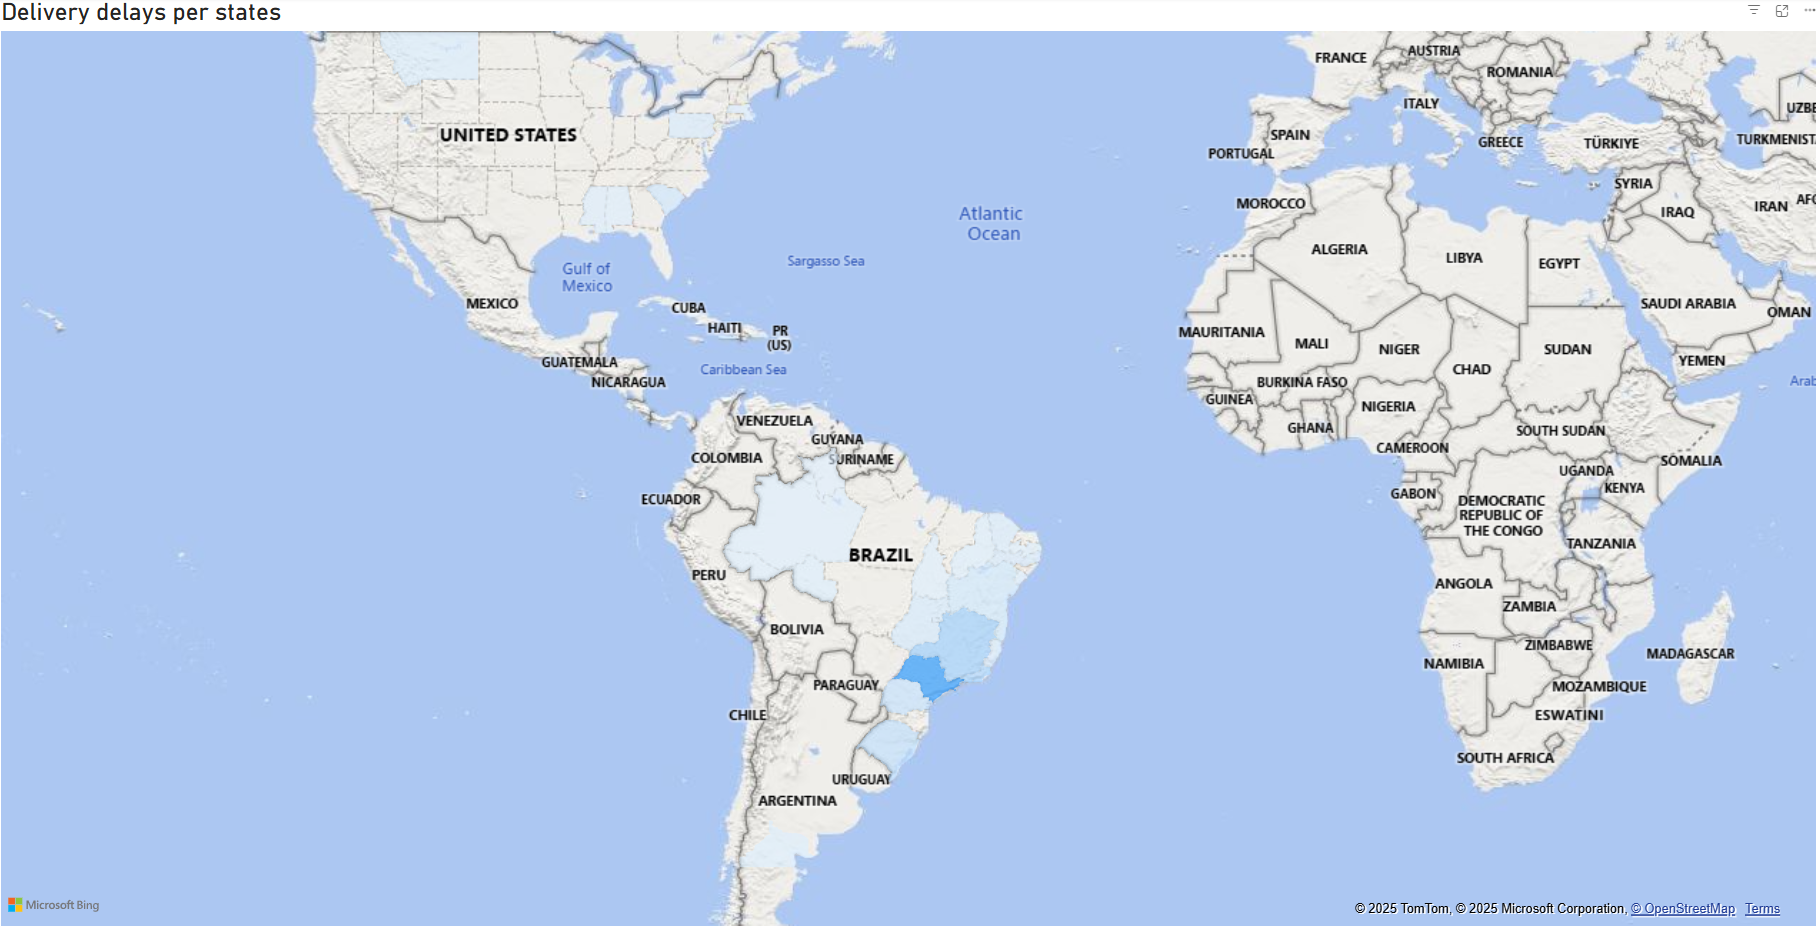 Delivery delays per states
FRANCE
AUSTRIA
ROMANIA
ITALY
UZBE
UNITED STATES
SPAIN
PORTUGAL
GREECE
TÜRKIYE
TURKMENIST
SYRIA
MOROCCO
IRAQ
IRAN
AFG
Atlantic
Ocean
ALGERIA
LIBYA
EGYPT
Sargasso Sea
Gulf of
Mexico
MEXICO
CUBA
SAUDI ARABIA
OMAN
HAITI
PR
(US)
MAURITANIA
MALI
NIGER
SUDAN
YEMEN
GUATEMALA
Caribbean Sea
CHAD
NICARAGUA
BURKINA FASO
Arab
GUINEA
NIGERIA
VENEZUELA
GHANA
SOUTH SUDAN
GUYANA
CAMEROON
COLOMBIA
SURINAME
SOMALIA
UGANDA
ECUADOR
GABON
KENYA
DEMOCRATIC
REPUBLIC OF
THE CONGO
BRAZIL
TANZANIA
PERU
ANGOLA
ZAMBIA
BOLIVIA
ZIMBABWE
NAMIBIA
MADAGASCAR
PARAGUAY
MOZAMBIQUE
CHILE
ESWATINI
SOUTH AFRICA
URUGUAY
ARGENTINA
Microsoft Bing
© 2025 TomTom, © 2025 Microsoft Corporation, © OpenStreetMap Terms